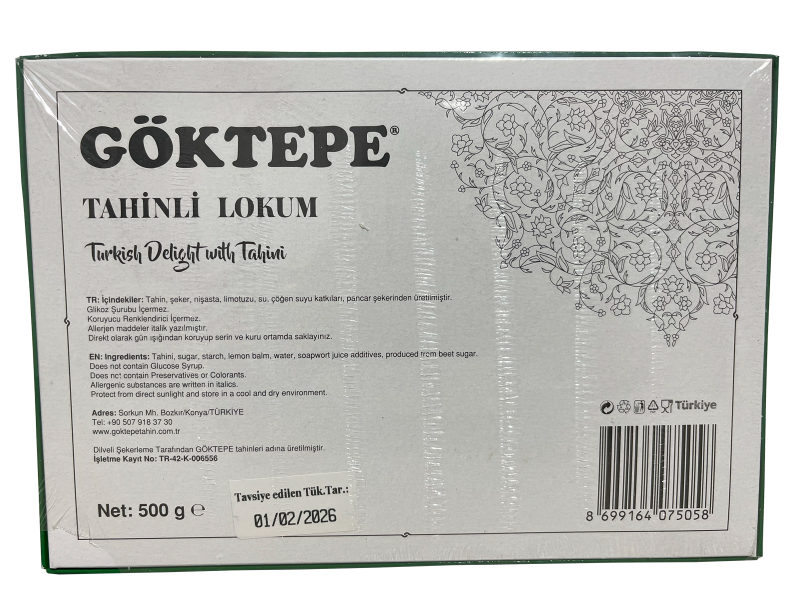 GÖKTEPE®
TAHİNLİ LOKUM
Turkish Delight with Tahini
TR: İçindekiler: Tahin, şeker, nişasta, limotuzu, su, çöğen suyu katkıları, pancar şekerinden üretilmiştir.
Glikoz Şurubu İçermez.
Koruyucu Renklendirici İçermez.
Allerjen maddeler italik yazılmıştır.
Direkt olarak gün ışığından koruyup serin ve kuru ortamda saklayınız.
EN: Ingredients: Tahini, sugar, starch, lemon balm, water, soapwort juice additives, produced from beet sugar.
Does not contain Glucose Syrup.
Does not contain Preservatives or Colorants.
Allergenic substances are written in italics.
Protect from direct sunlight and store in a cool and dry environment.
Adres: Sorkun Mh. Bozkır/Konya/TÜRKİYE
Tel: +90 507 918 37 30
www.goktepetahin.com.tr
Dilveli Şekerleme Tarafından GÖKTEPE tahinleri adına üretilmiştir.
İşletme Kayıt No: TR-42-K-006556
Net: 500 g ℮
Tavsiye edilen Tük.Tar.:
01/02/2026
Türkiye
8 699164 075058